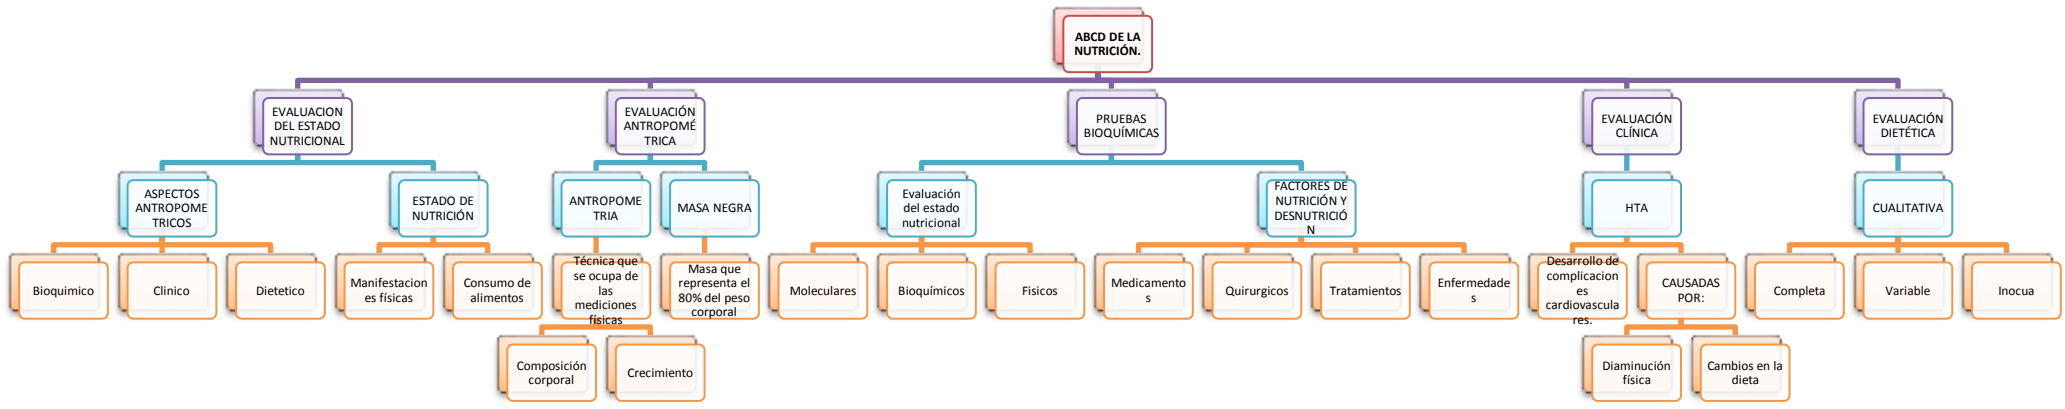 ABCD DE LA
NUTRICIÓN.
EVALUACION
DEL ESTADO
NUTRICIONAL
EVALUACIÓN
ANTROPOMÉ
TRICA
PRUEBAS
BIOQUÍMICAS
EVALUACIÓN
CLÍNICA
EVALUACIÓN
DIETÉTICA
ASPECTOS
ANTROPOME
TRICOS
ESTADO DE
NUTRICIÓN
ANTROPOME
TRIA
MASA NEGRA
Evaluación
del estado
nutricional
FACTORES DE
NUTRICIÓN Y
DESNUTRICIÓ
N
HTA
CUALITATIVA
Bioquimico
Clinico
Dietetico
Manifestacion
es físicas
Consumo de
alimentos
Técnica que
se ocupa de
las
mediciones
físicas
Masa que
representa el
80% del peso
corporal
Moleculares
Bioquímicos
Fisicos
Medicamento
s
Quirurgicos
Tratamientos
Enfermedade
s
Desarrollo de
complicacion
es
cardiovascula
res.
CAUSADAS
POR:
Completa
Variable
Inocua
Composición
corporal
Crecimiento
Diaminución
física
Cambios en la
dieta